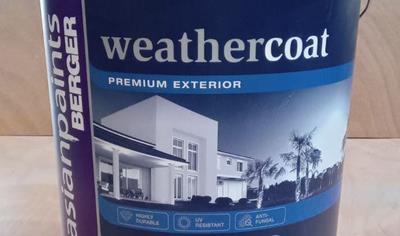 asianpaints
BERGER
weathercoat
PREMIUM EXTERIOR
HIGHLY
DURABLE
UV
RESISTANT
ANTI-
FUNGAL